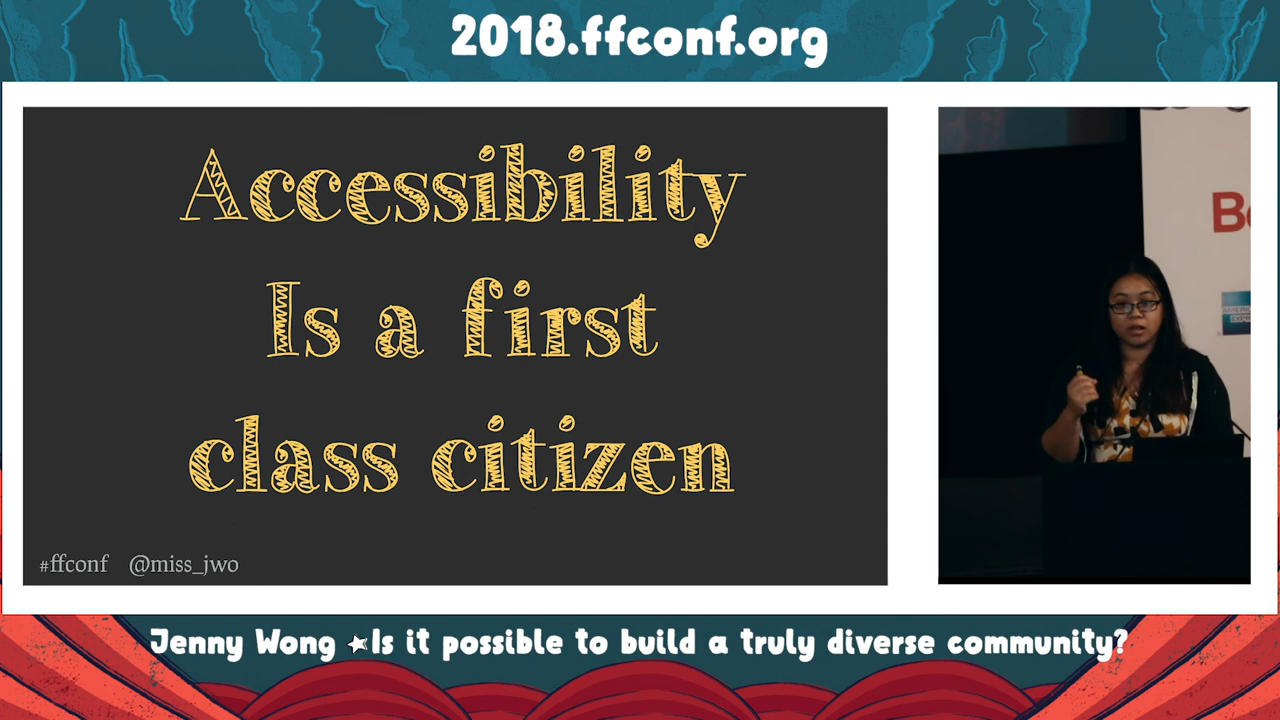 2018.ffconf.org
Accessibility
Is a first
class citizen
#ffconf @miss_jwo
Jenny Wong ★ Is it possible to build a truly diverse community?